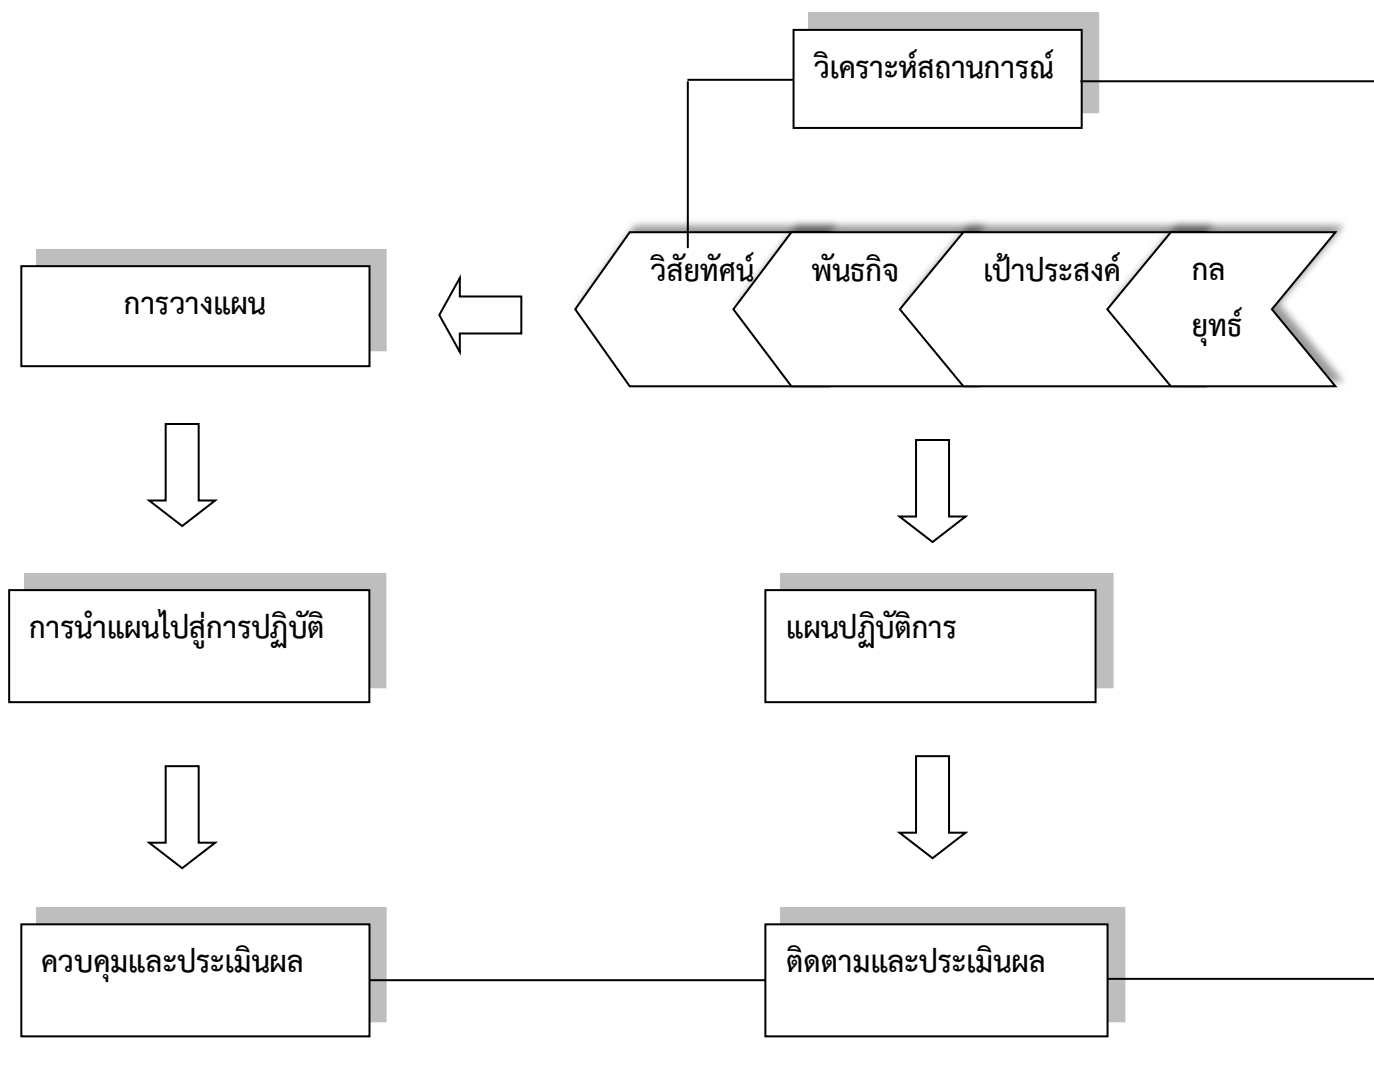 วิเคราะห์สถานการณ์
วิสัยทัศน์
พันธกิจ
เป้าประสงค์
กล
ยุทธ์
การวางแผน
การนำแผนไปสู่การปฏิบัติ
แผนปฏิบัติการ
ควบคุมและประเมินผล
ติดตามและประเมินผล